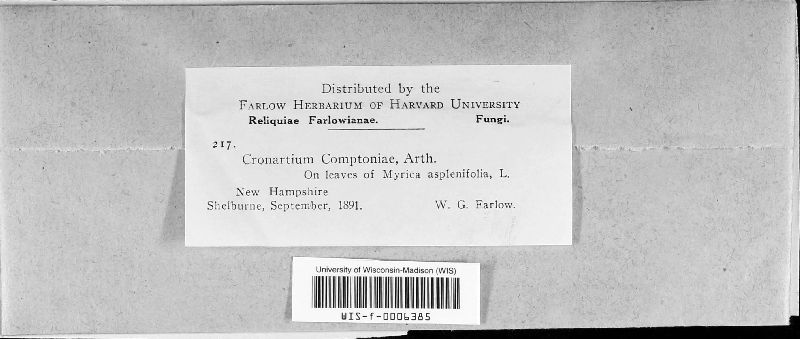 Distributed by the
FARLOW HERBARIUM OF HARVARD UNIVERSITY
Reliquiae Farlowianae. Fungi.
217.
Cronartium Comptoniae, Arth.
On leaves of Myrica asplenifolia, L.
New Hampshire
Shelburne, September, 1891. W. G. Farlow.
University of Wisconsin-Madison (WIS)
WIS-f-0006385